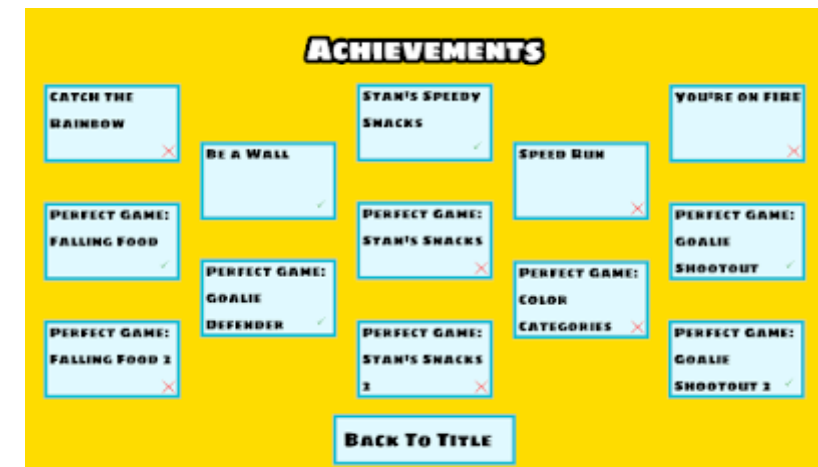 Achievements
Catch the
Rainbow
Stan's Speedy
Snacks
You're on Fire
Be a Wall
Speed Run
Perfect Game:
Falling Food
Perfect Game:
Stan's Snacks
Perfect Game:
Goalie
Shootout
Perfect Game:
Goalie
Defender
Perfect Game:
Color
Categories
Perfect Game:
Falling Food 2
Perfect Game:
Stan's Snacks
2
Perfect Game:
Goalie
Shootout 2
Back To Title